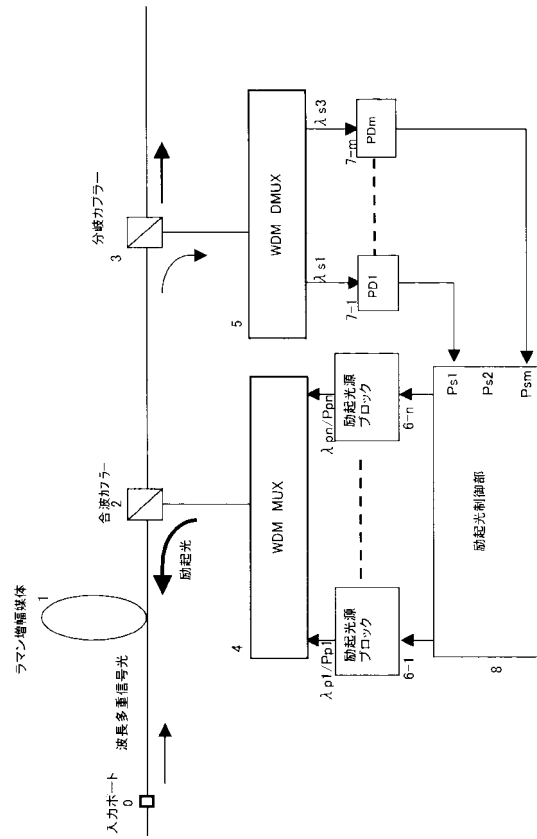 ラマン増幅媒体
1
入力ポート
0
波長多重信号光
合波カプラー
2
分岐カプラー
3
励起光
4
WDM MUX
5
WDM DMUX
λp1/Pp1
λpn/Ppn
λs1
λs3
励起光源
ブロック
6-1
励起光源
ブロック
6-n
7-1
PD1
7-m
PDm
励起光制御部
8
Ps1
Ps2
Psm